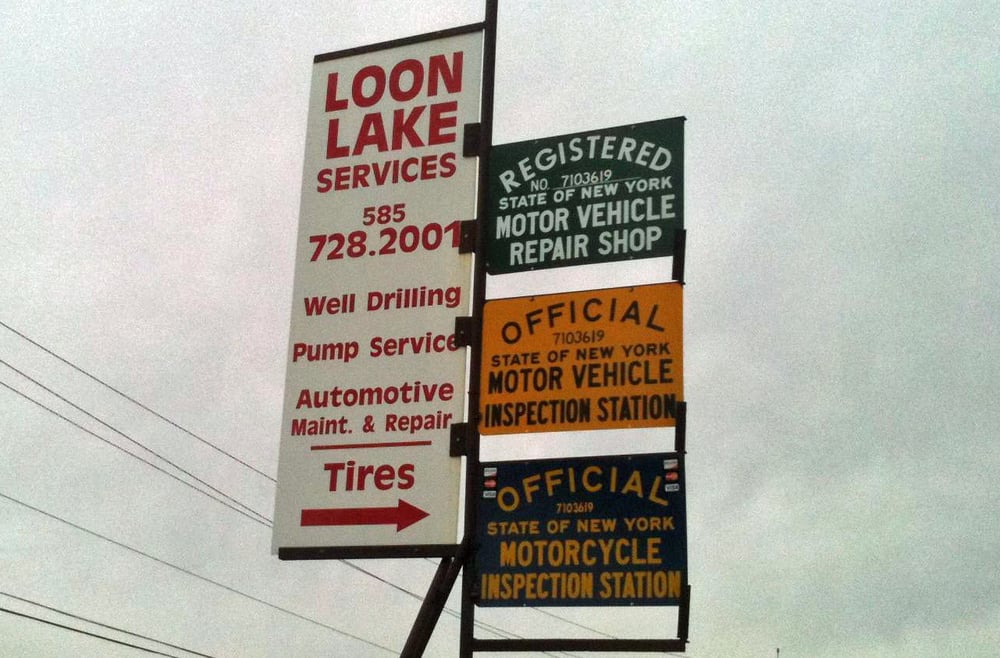 LOON
LAKE
SERVICES
585
728.2001
Well Drilling
Pump Service
Automotive
Maint. & Repair
Tires
REGISTERED
NO. 7103619
STATE OF NEW YORK
MOTOR VEHICLE
REPAIR SHOP
OFFICIAL
7103619
STATE OF NEW YORK
MOTOR VEHICLE
INSPECTION STATION
OFFICIAL
7103619
STATE OF NEW YORK
MOTORCYCLE
INSPECTION STATION